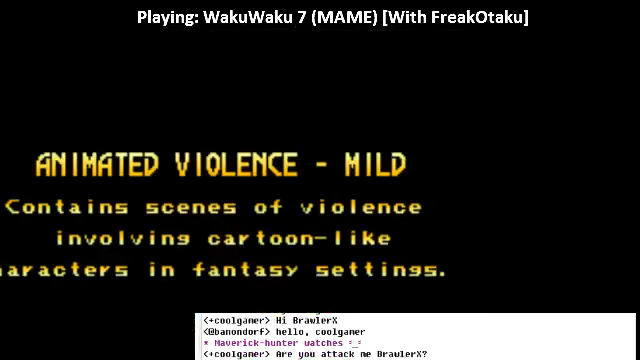 Playing: WakuWaku 7 (MAME) [With FreakOtaku]
ANIMATED VIOLENCE - MILD
Contains scenes of violence
involving cartoon-like
aracters in fantasy settings.
<+coolgamer> Hi BrawlerX
<@banondorf> hello, coolgamer
* Maverick-hunter watches =_=
<+coolgamer> Are you attack me BrawlerX?